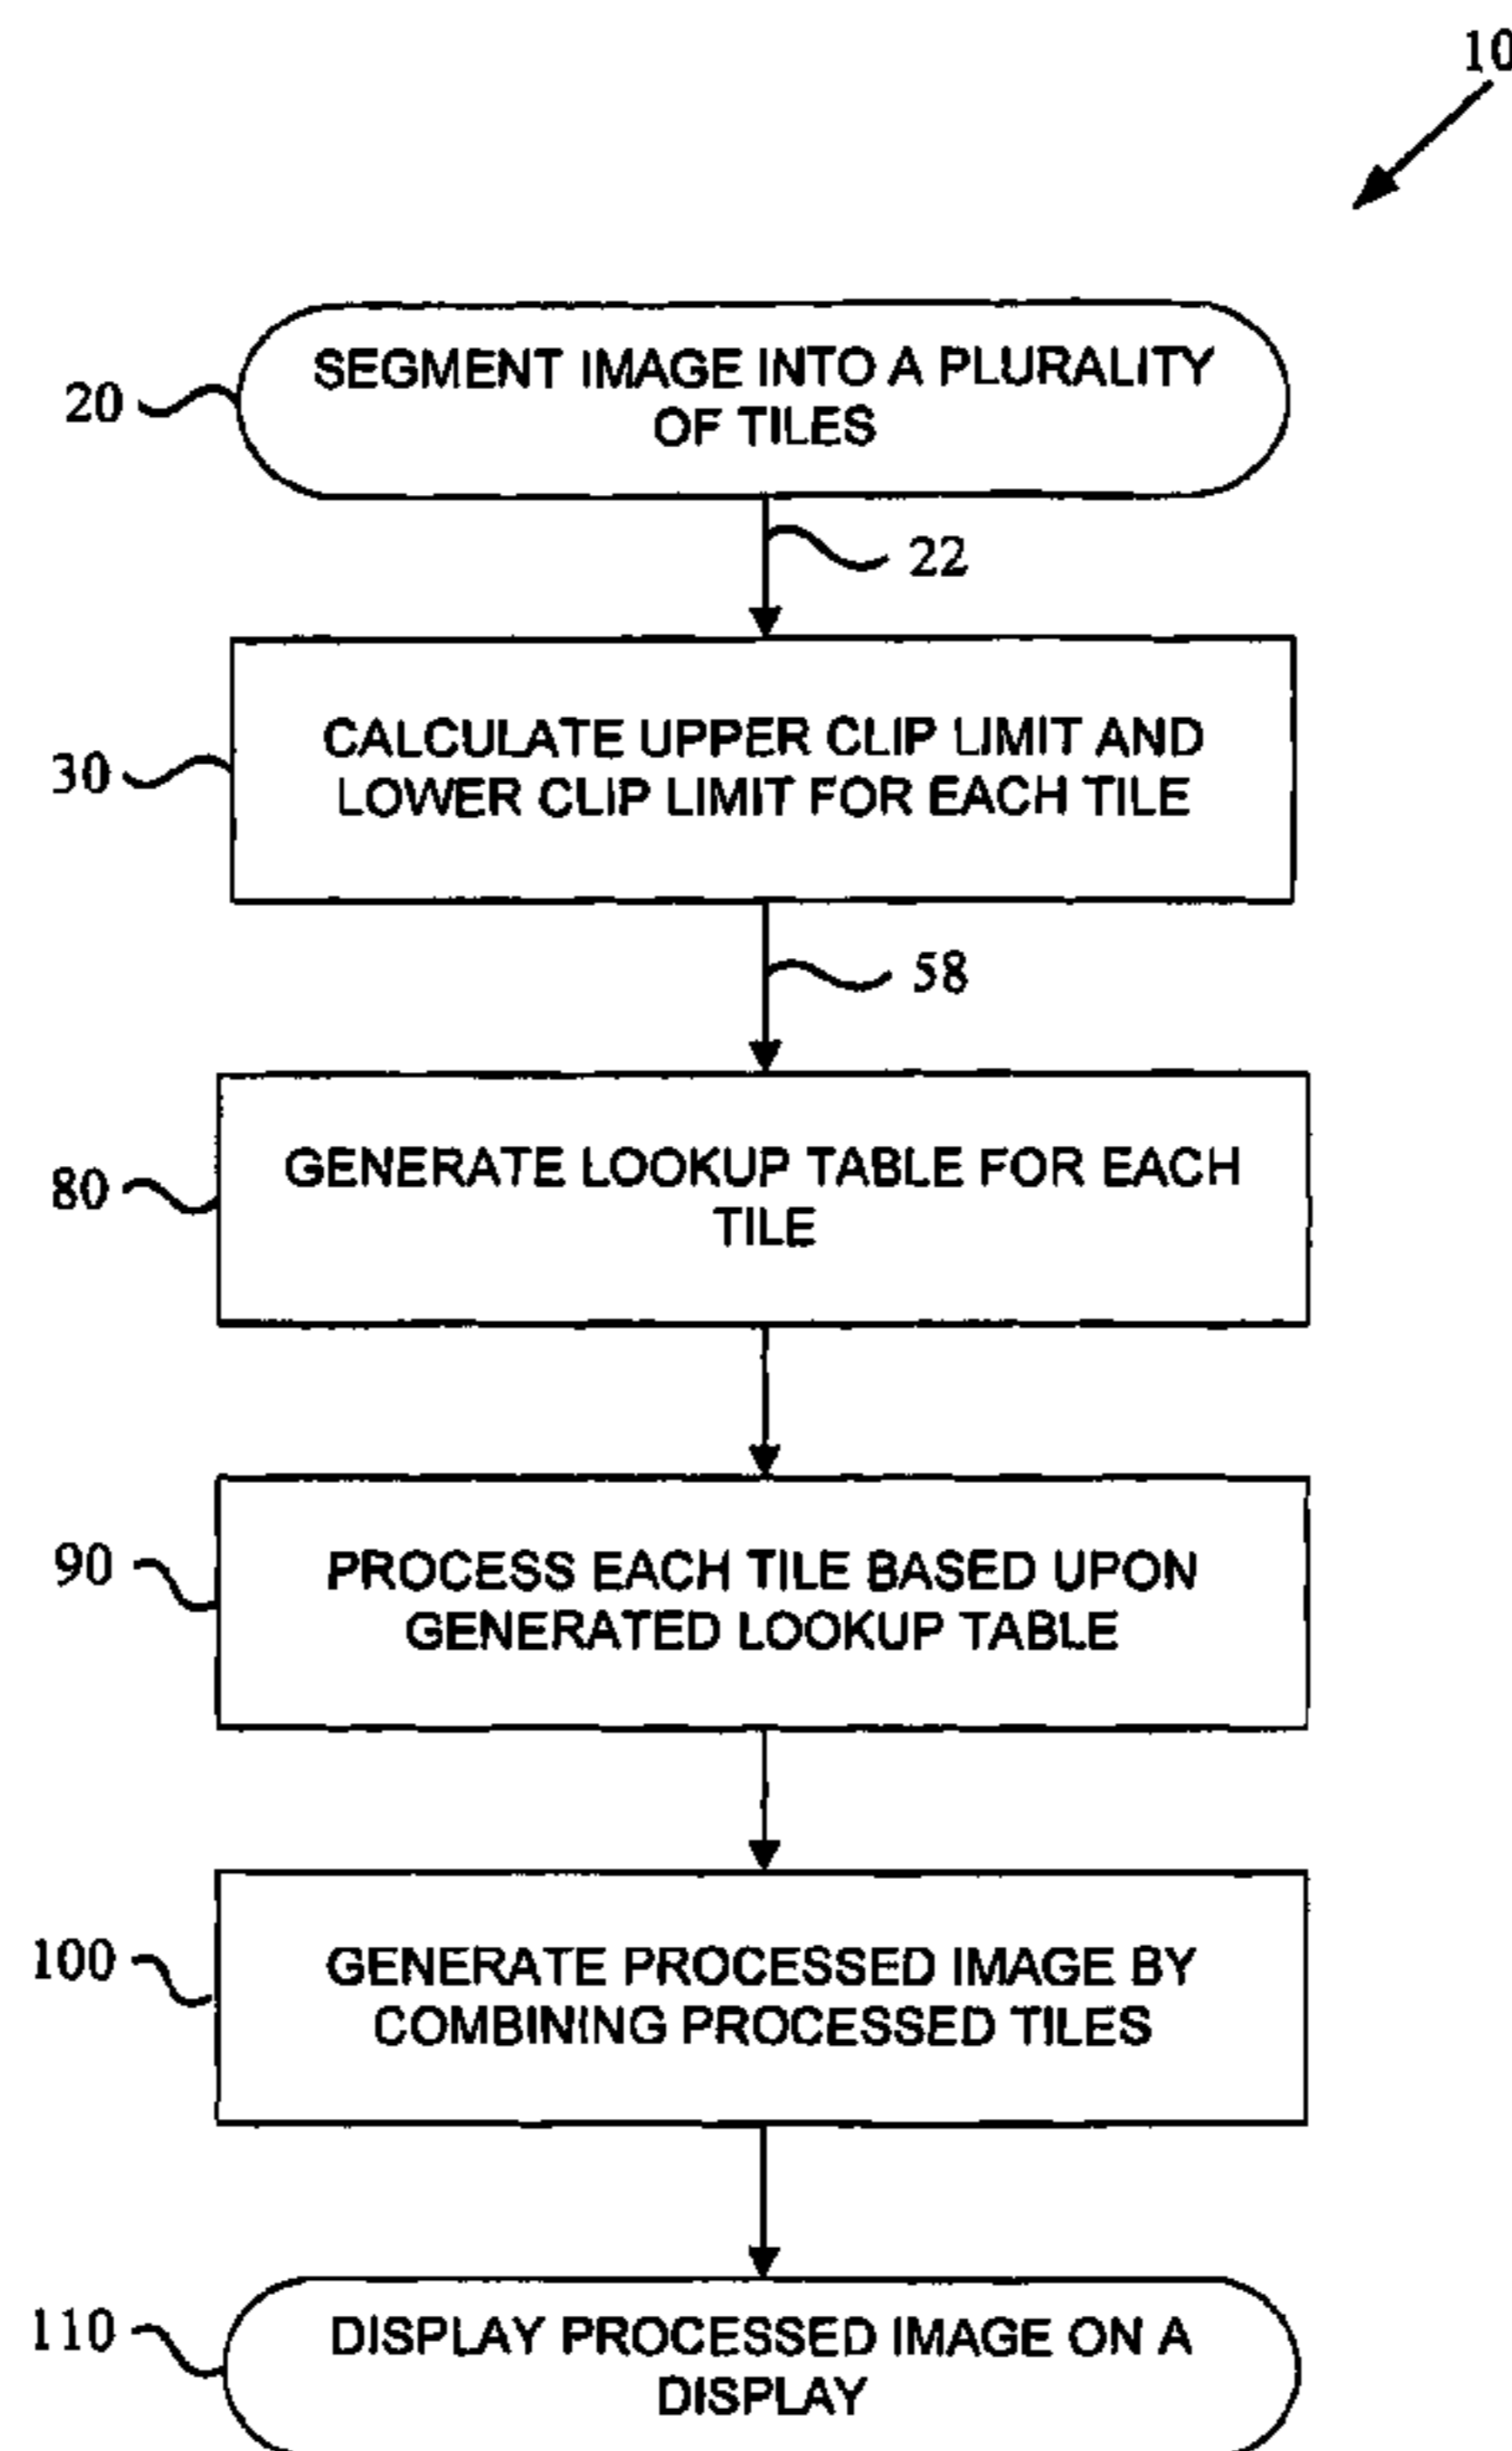 10
20
SEGMENT IMAGE INTO A PLURALITY
OF TILES
22
30
CALCULATE UPPER CLIP LIMIT AND
LOWER CLIP LIMIT FOR EACH TILE
58
80
GENERATE LOOKUP TABLE FOR EACH
TILE
90
PROCESS EACH TILE BASED UPON
GENERATED LOOKUP TABLE
100
GENERATE PROCESSED IMAGE BY
COMBINING PROCESSED TILES
110
DISPLAY PROCESSED IMAGE ON A
DISPLAY